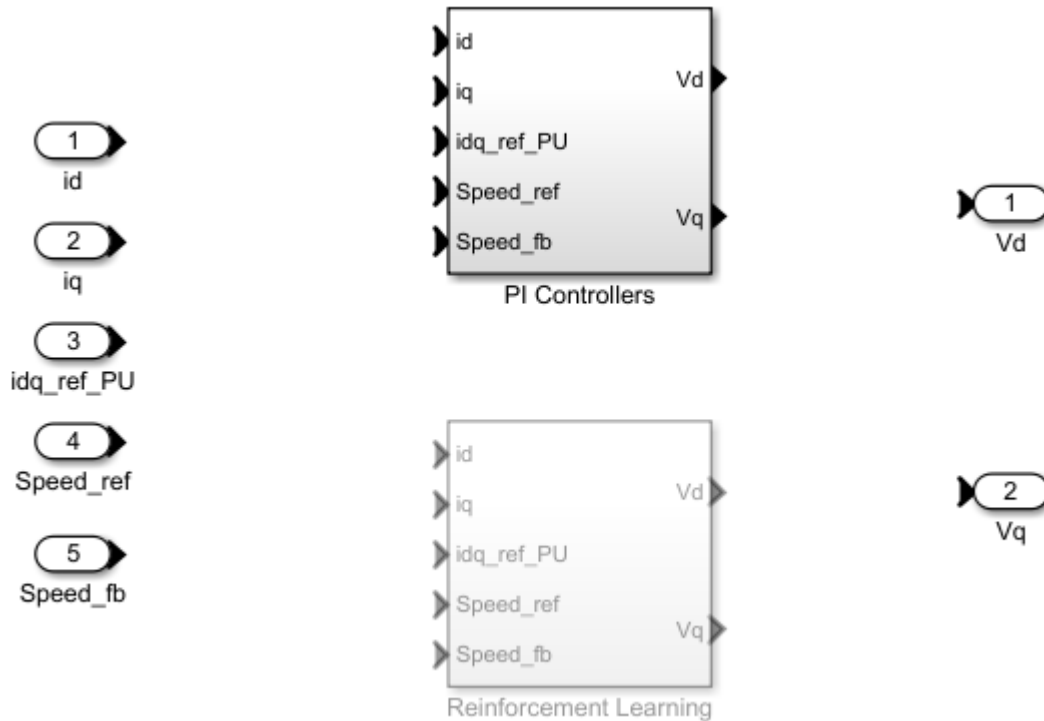 1
id
2
iq
3
idq_ref_PU
4
Speed_ref
5
Speed_fb
id
iq
idq_ref_PU
Speed_ref
Speed_fb
Vd
Vq
PI Controllers
id
iq
idq_ref_PU
Speed_ref
Speed_fb
Vd
Vq
Reinforcement Learning
1
Vd
2
Vq